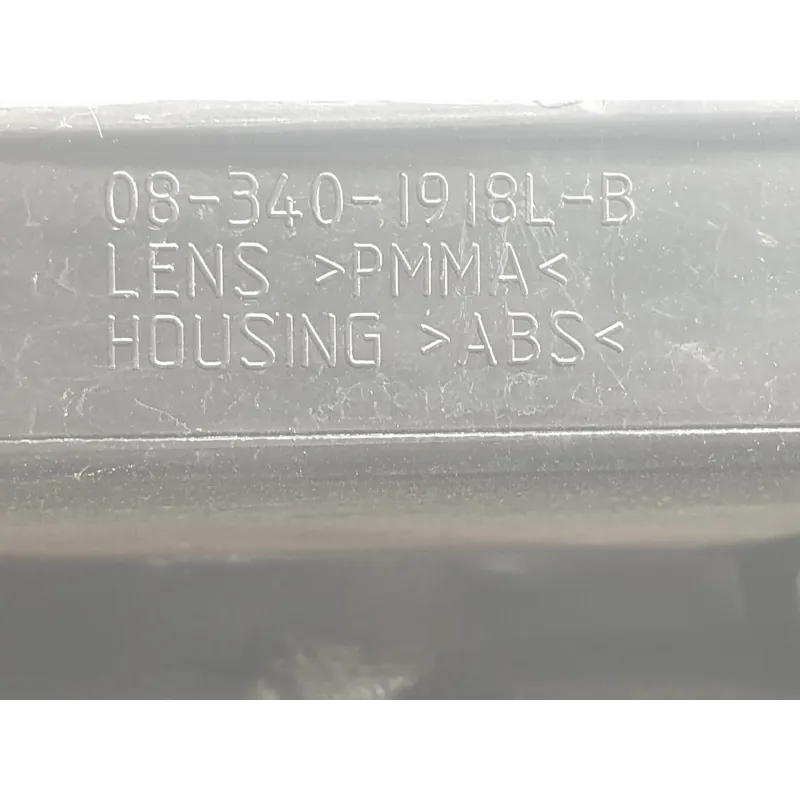 08-340-1918L-B
LENS >PMMA<
HOUSING >ABS<